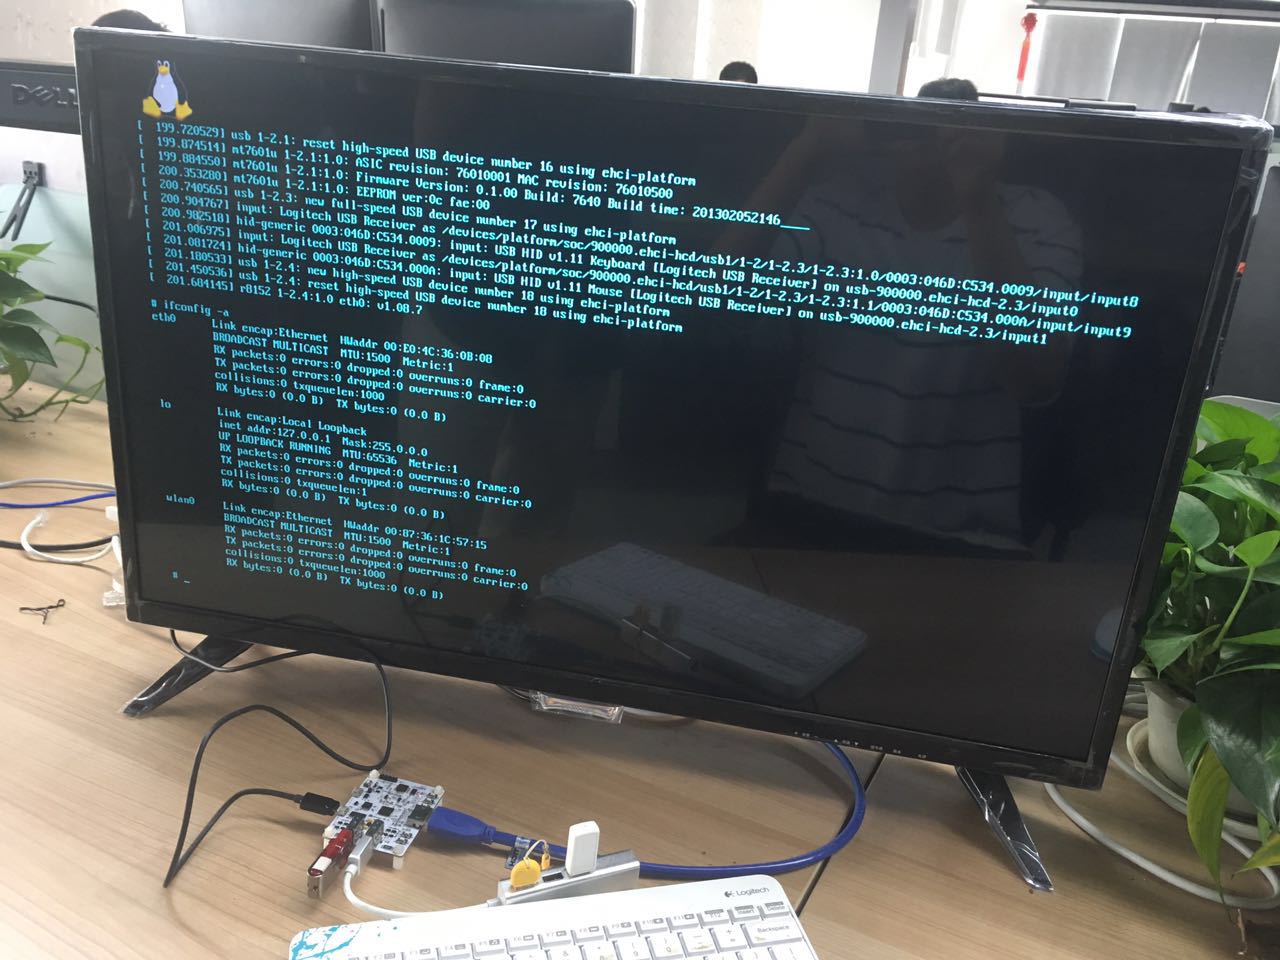 DELL
[  199.720529] usb 1-2.1: reset high-speed USB device number 16 using ehci-platform
[  199.874514] mt7601u 1-2.1:1.0: ASIC revision: 76010001 MAC revision: 76010500
[  199.884550] mt7601u 1-2.1:1.0: Firmware Version: 0.1.00 Build: 7640 Build time: 201302052146____
[  200.353280] mt7601u 1-2.1:1.0: EEPROM ver:0c fae:00
[  200.740565] usb 1-2.3: new full-speed USB device number 17 using ehci-platform
[  200.904767] input: Logitech USB Receiver as /devices/platform/soc/900000.ehci-hcd/usb1/1-2/1-2.3/1-2.3:1.0/0003:046D:C534.0009/input/input8
[  200.982518] hid-generic 0003:046D:C534.0009: input: USB HID v1.11 Keyboard [Logitech USB Receiver] on usb-900000.ehci-hcd-2.3/input0
[  201.006975] input: Logitech USB Receiver as /devices/platform/soc/900000.ehci-hcd/usb1/1-2/1-2.3/1-2.3:1.1/0003:046D:C534.000A/input/input9
[  201.081724] hid-generic 0003:046D:C534.000A: input: USB HID v1.11 Mouse [Logitech USB Receiver] on usb-900000.ehci-hcd-2.3/input1
[  201.180533] usb 1-2.4: new high-speed USB device number 18 using ehci-platform
[  201.450536] usb 1-2.4: reset high-speed USB device number 18 using ehci-platform
[  201.684145] r8152 1-2.4:1.0 eth0: v1.08.7
# ifconfig -a
eth0 Link encap:Ethernet HWaddr 00:E0:4C:36:0B:08
BROADCAST MULTICAST MTU:1500 Metric:1
RX packets:0 errors:0 dropped:0 overruns:0 frame:0
TX packets:0 errors:0 dropped:0 overruns:0 carrier:0
collisions:0 txqueuelen:1000
RX bytes:0 (0.0 B) TX bytes:0 (0.0 B)
lo Link encap:Local Loopback
inet addr:127.0.0.1 Mask:255.0.0.0
UP LOOPBACK RUNNING MTU:65536 Metric:1
RX packets:0 errors:0 dropped:0 overruns:0 frame:0
TX packets:0 errors:0 dropped:0 overruns:0 carrier:0
collisions:0 txqueuelen:1
RX bytes:0 (0.0 B) TX bytes:0 (0.0 B)
wlan0 Link encap:Ethernet HWaddr 00:87:36:1C:57:15
BROADCAST MULTICAST MTU:1500 Metric:1
RX packets:0 errors:0 dropped:0 overruns:0 frame:0
TX packets:0 errors:0 dropped:0 overruns:0 carrier:0
collisions:0 txqueuelen:1000
RX bytes:0 (0.0 B) TX bytes:0 (0.0 B)
# _
Logitech
Backspace